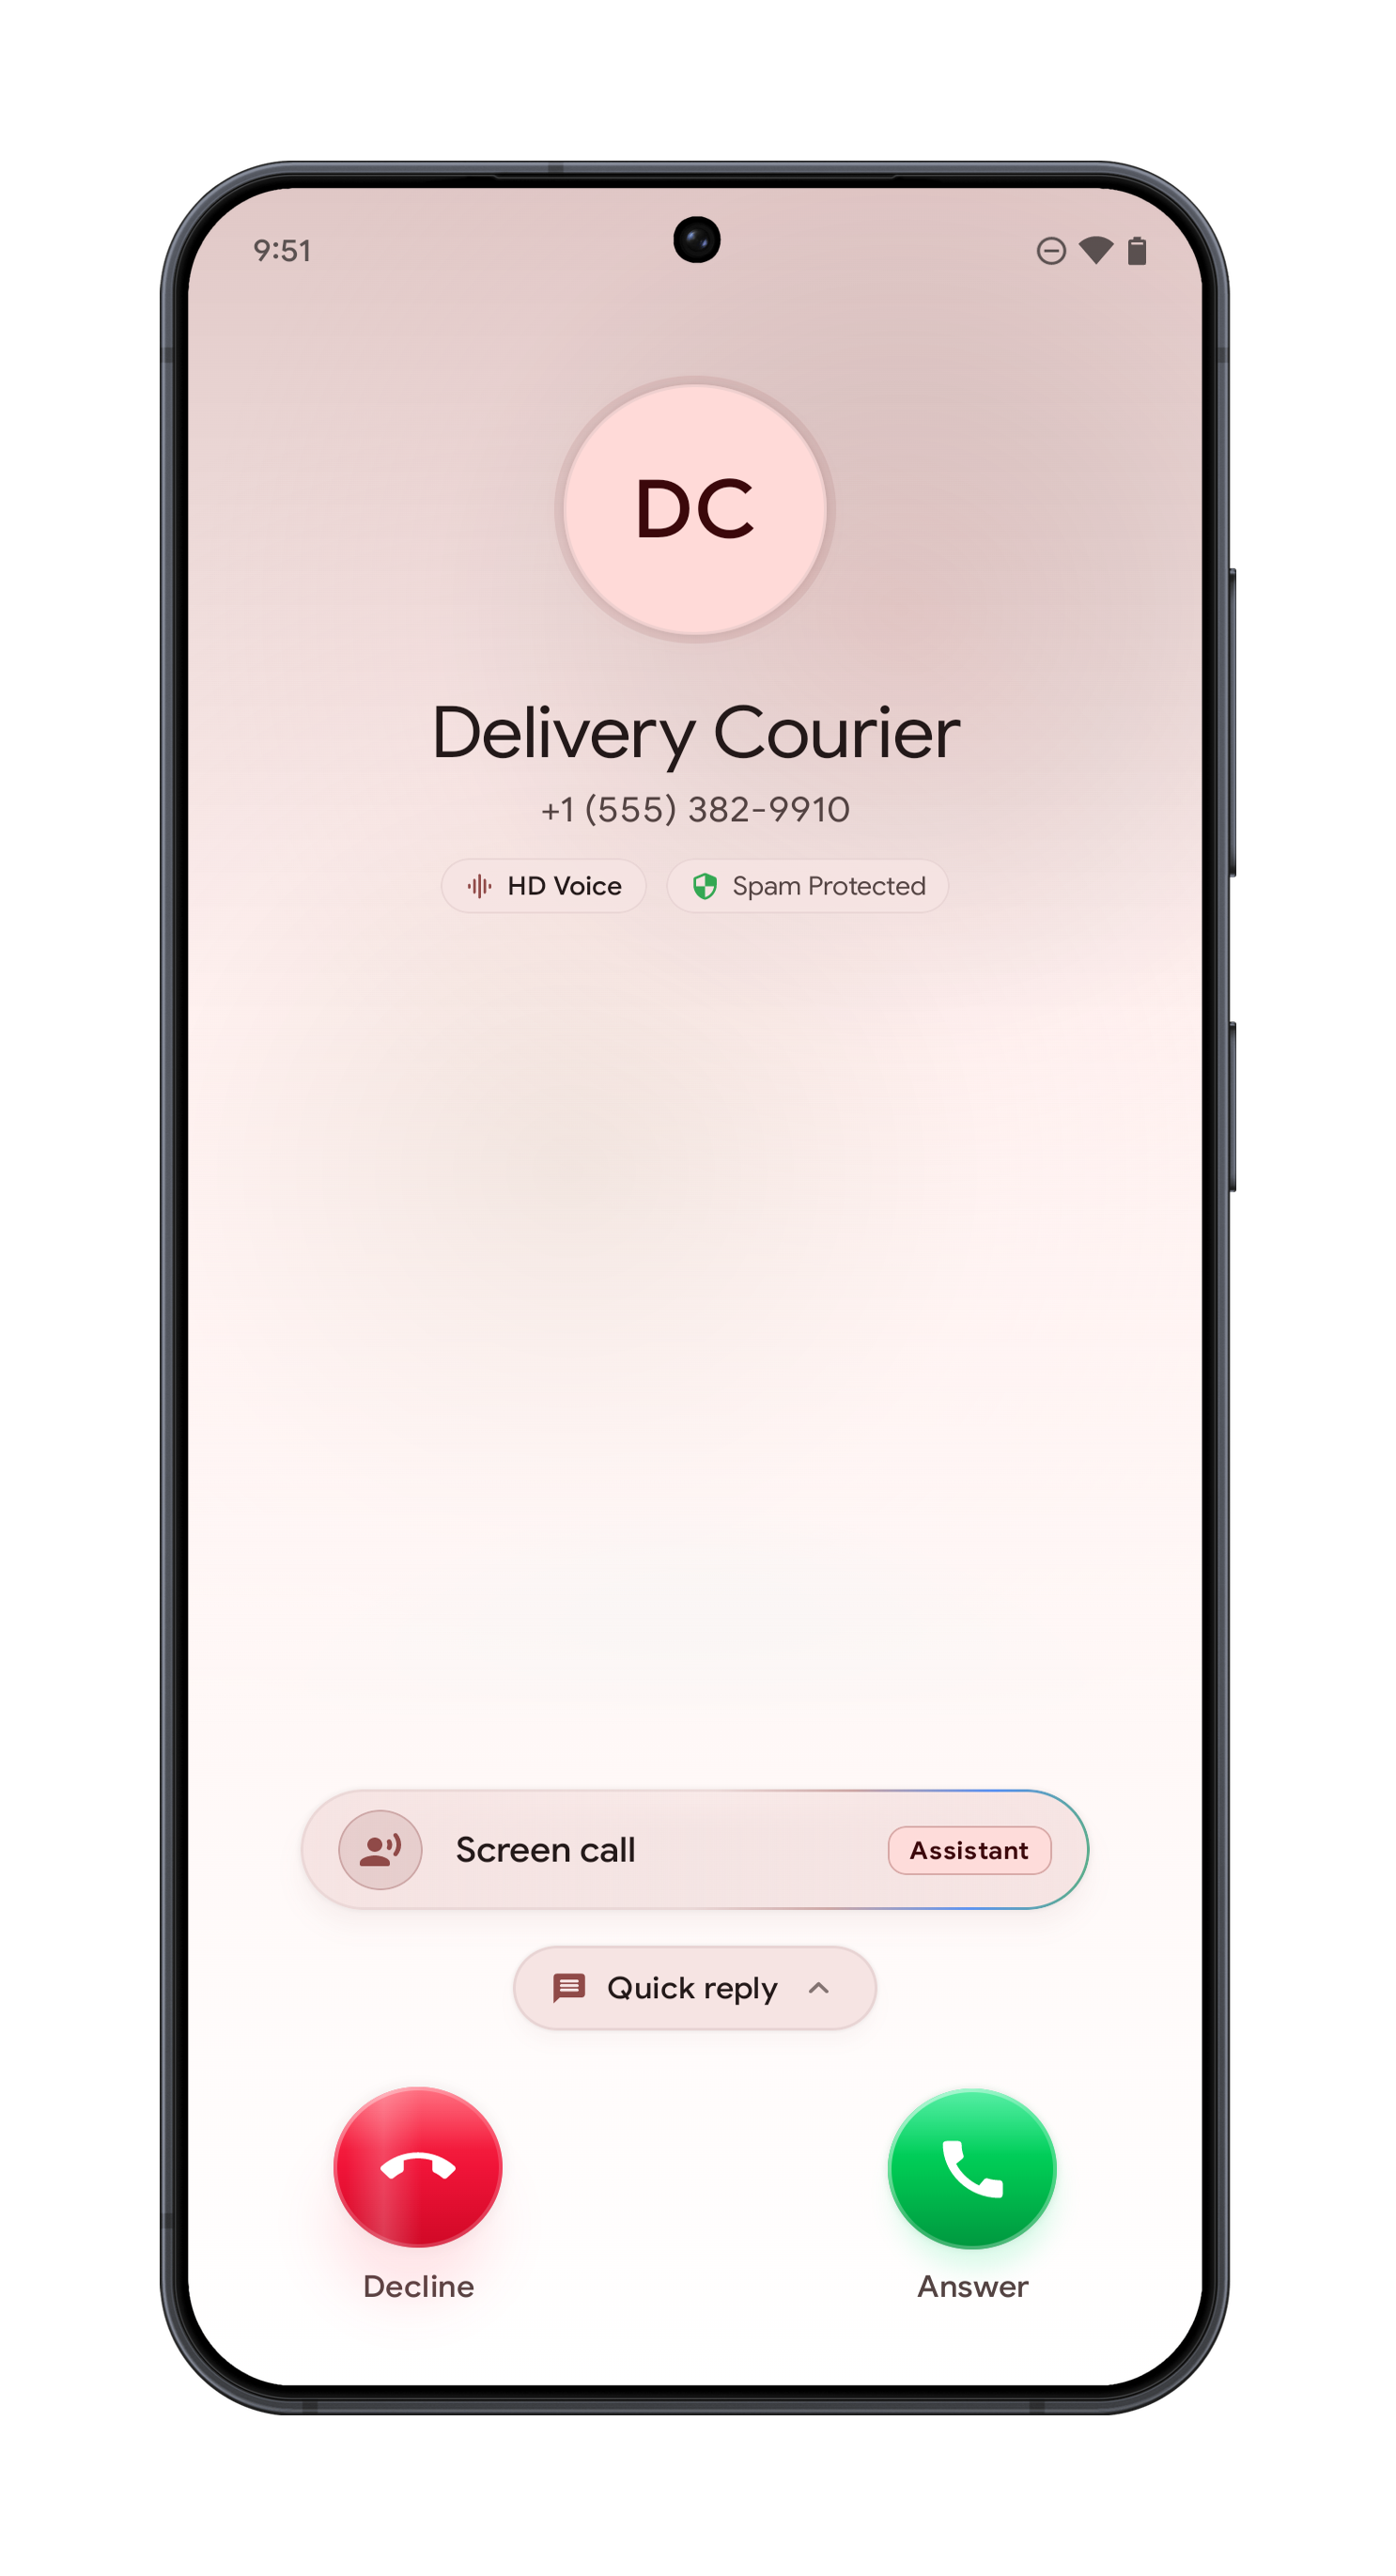 9:51
DC
Delivery Courier
+1 (555) 382-9910
HD Voice
Spam Protected
Screen call
Assistant
Quick reply
Decline
Answer